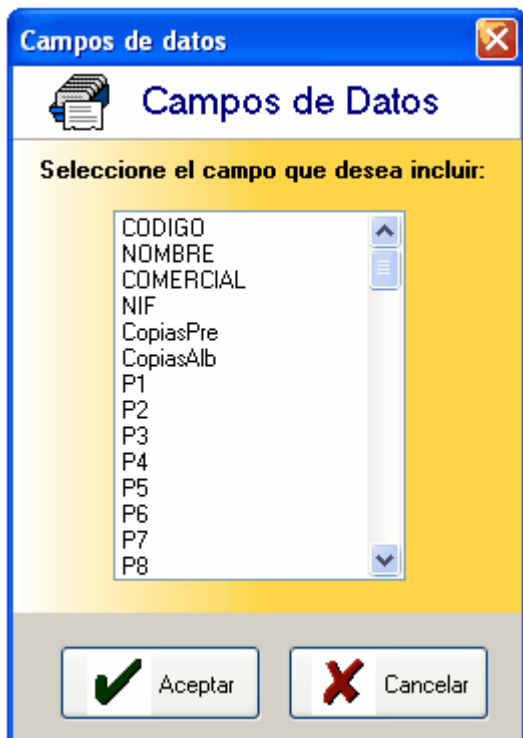 Campos de datos
Campos de Datos
Seleccione el campo que desea incluir:
CODIGO
NOMBRE
COMERCIAL
NIF
CopiasPre
CopiasAlb
P1
P2
P3
P4
P5
P6
P7
P8
Aceptar
Cancelar